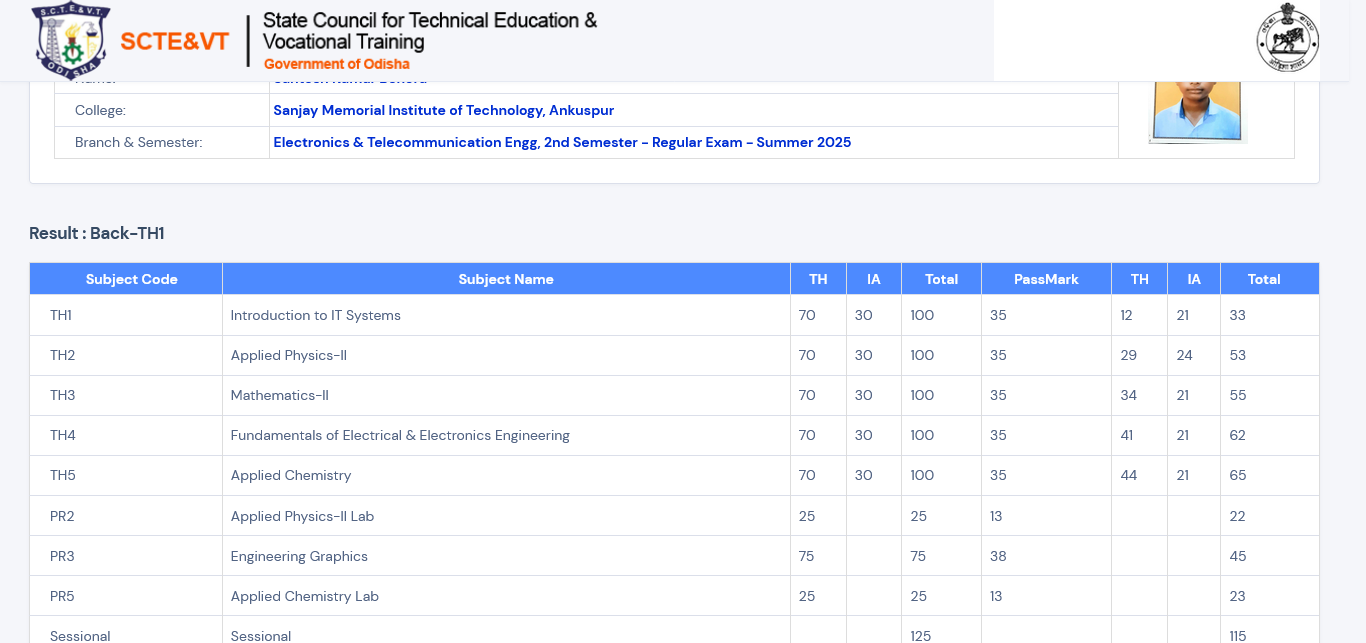 S.C.T.E.&V.T.
ODISHA
SCTE&VT
State Council for Technical Education &
Vocational Training
Government of Odisha
College: Sanjay Memorial Institute of Technology, Ankuspur
Branch & Semester: Electronics & Telecommunication Engg, 2nd Semester - Regular Exam - Summer 2025
Result : Back-TH1
Subject Code Subject Name TH IA Total PassMark TH IA Total
TH1 Introduction to IT Systems 70 30 100 35 12 21 33
TH2 Applied Physics-II 70 30 100 35 29 24 53
TH3 Mathematics-II 70 30 100 35 34 21 55
TH4 Fundamentals of Electrical & Electronics Engineering 70 30 100 35 41 21 62
TH5 Applied Chemistry 70 30 100 35 44 21 65
PR2 Applied Physics-II Lab 25 25 13 22
PR3 Engineering Graphics 75 75 38 45
PR5 Applied Chemistry Lab 25 25 13 23
Sessional Sessional 125 115